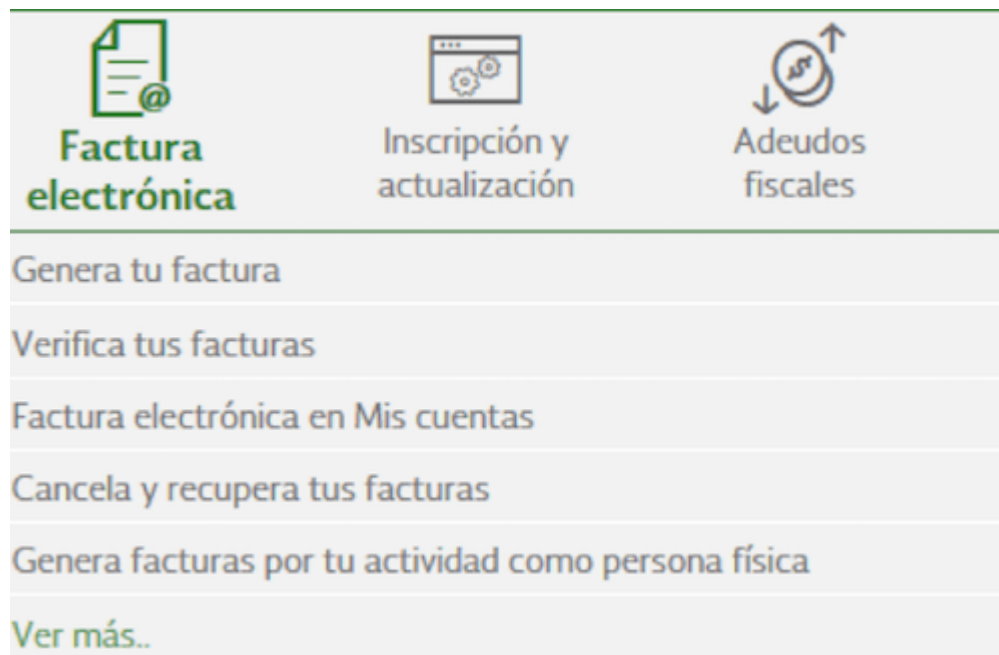 Factura
electrónica
Inscripción y
actualización
Adeudos
fiscales
Genera tu factura
Verifica tus facturas
Factura electrónica en Mis cuentas
Cancela y recupera tus facturas
Genera facturas por tu actividad como persona física
Ver más..